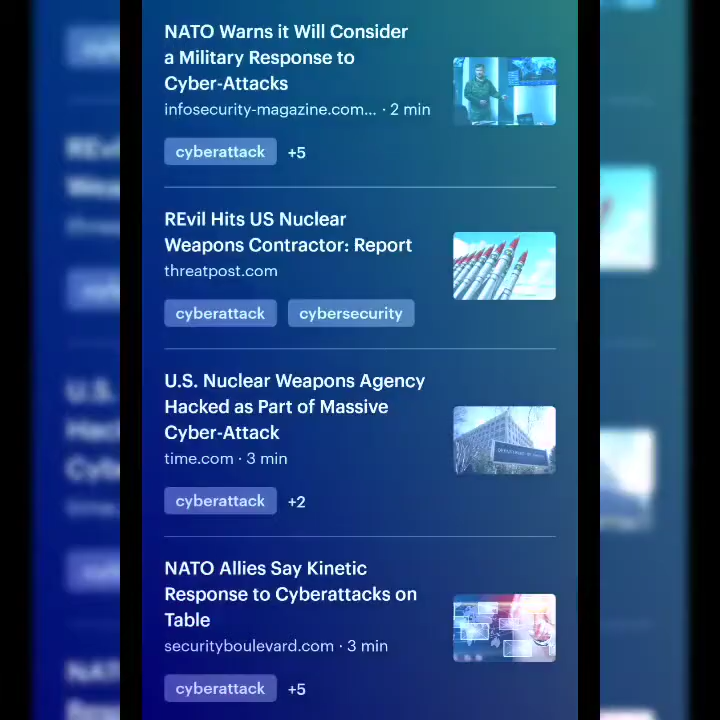 NATO Warns it Will Consider
a Military Response to
Cyber-Attacks
infosecurity-magazine.com... · 2 min
cyberattack +5
REvil Hits US Nuclear
Weapons Contractor: Report
threatpost.com
cyberattack cybersecurity
U.S. Nuclear Weapons Agency
Hacked as Part of Massive
Cyber-Attack
time.com · 3 min
cyberattack +2
NATO Allies Say Kinetic
Response to Cyberattacks on
Table
securityboulevard.com · 3 min
cyberattack +5